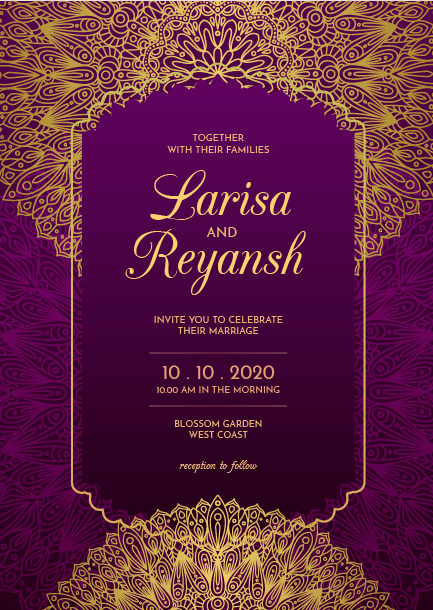 TOGETHER
WITH THEIR FAMILIES
Larisa
AND
Reyansh
INVITE YOU TO CELEBRATE
THEIR MARRIAGE
10 . 10 . 2020
10.00 AM IN THE MORNING
BLOSSOM GARDEN
WEST COAST
reception to follow